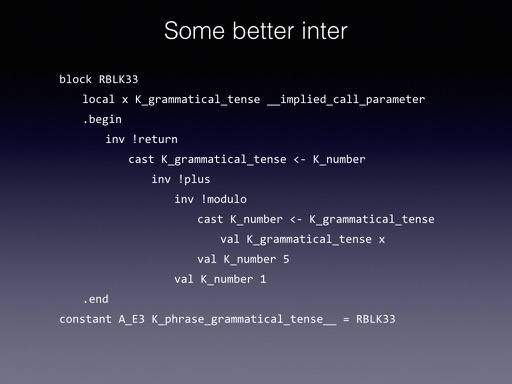 Some better inter
block RBLK33
local x K_grammatical_tense __implied_call_parameter
.begin
inv !return
cast K_grammatical_tense <- K_number
inv !plus
inv !modulo
cast K_number <- K_grammatical_tense
val K_grammatical_tense x
val K_number 5
val K_number 1
.end
constant A_E3 K_phrase_grammatical_tense__ = RBLK33